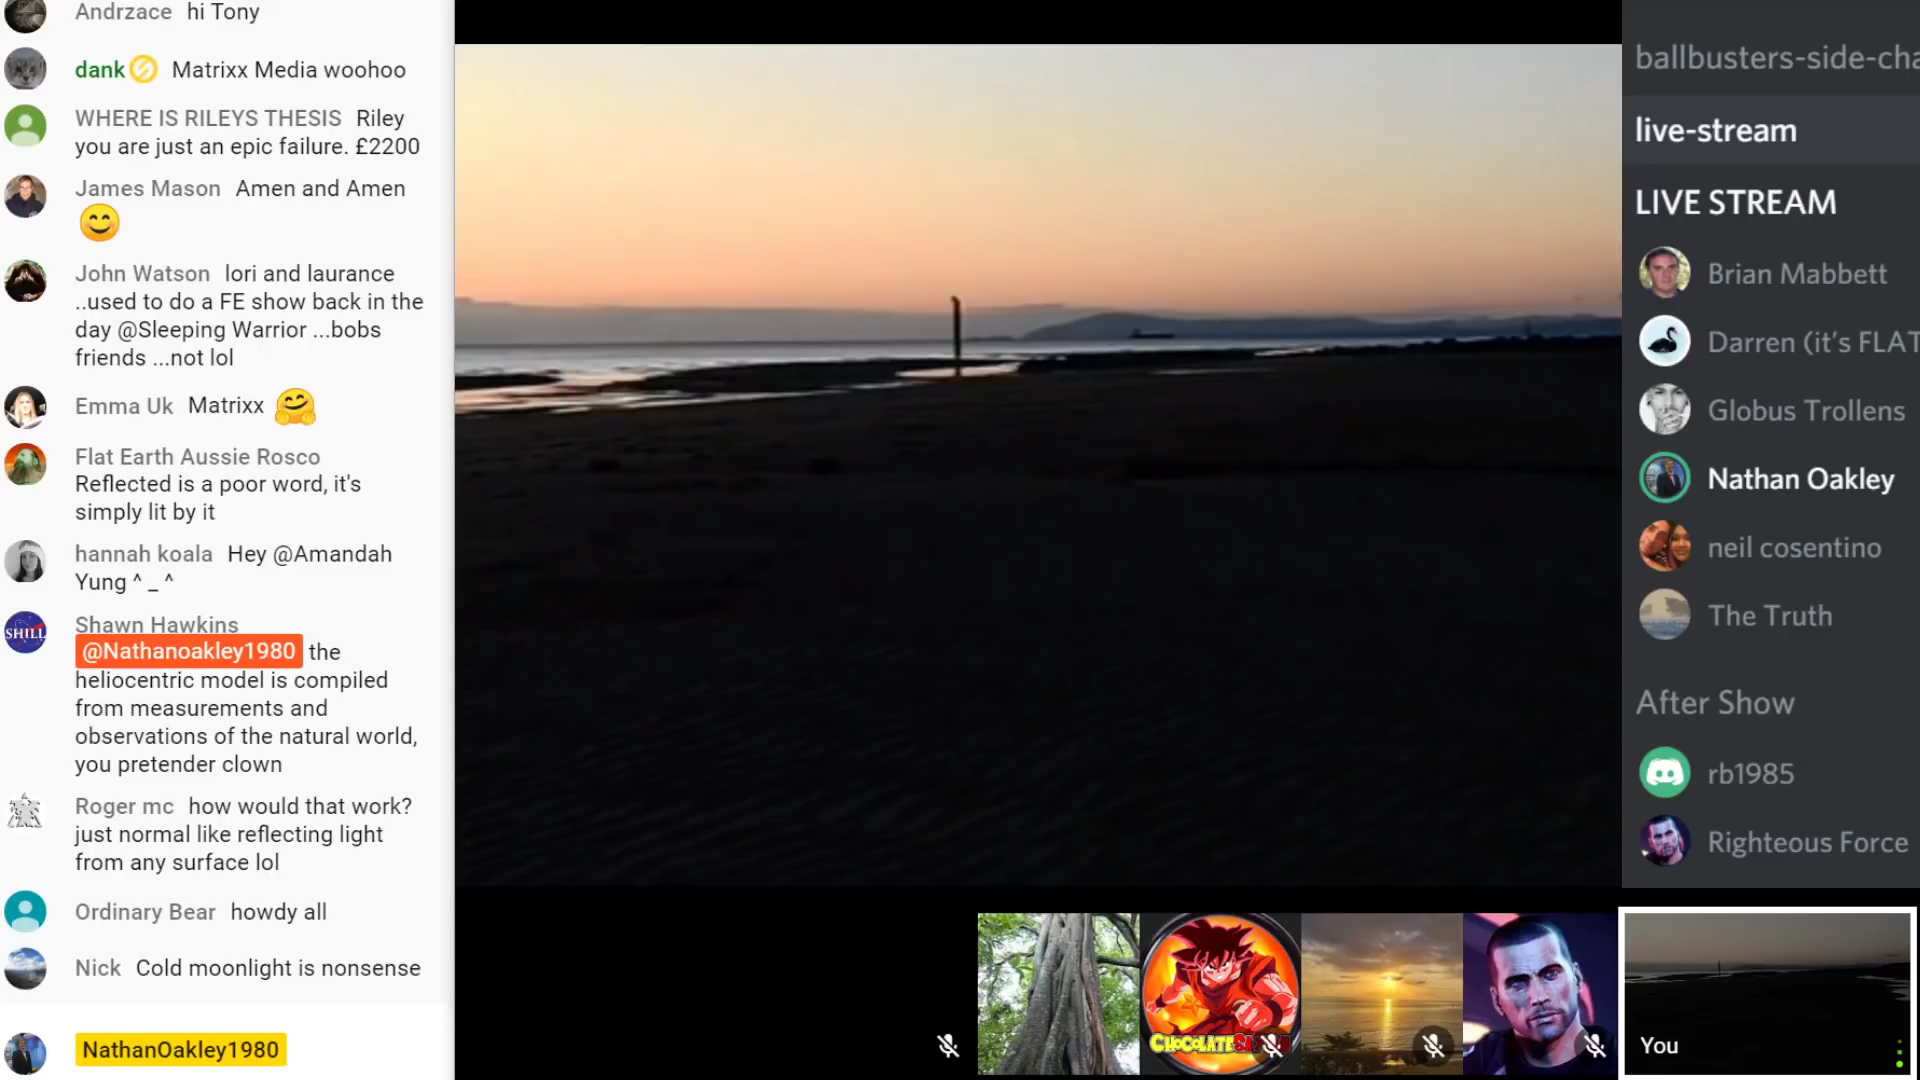 Andrzace hi Tony
dank Matrixx Media woohoo
WHERE IS RILEYS THESIS Riley
you are just an epic failure. £2200
James Mason Amen and Amen
John Watson lori and laurance
..used to do a FE show back in the
day @Sleeping Warrior ...bobs
friends ...not lol
Emma Uk Matrixx
Flat Earth Aussie Rosco
Reflected is a poor word, it's
simply lit by it
hannah koala Hey @Amandah
Yung ^ _ ^
SHILL
Shawn Hawkins
@Nathanoakley1980 the
heliocentric model is compiled
from measurements and
observations of the natural world,
you pretender clown
Roger mc how would that work?
just normal like reflecting light
from any surface lol
Ordinary Bear howdy all
Nick Cold moonlight is nonsense
NathanOakley1980
ballbusters-side-cha
live-stream
LIVE STREAM
Brian Mabbett
Darren (it's FLAT
Globus Trollens
Nathan Oakley
neil cosentino
The Truth
After Show
rb1985
Righteous Force
You